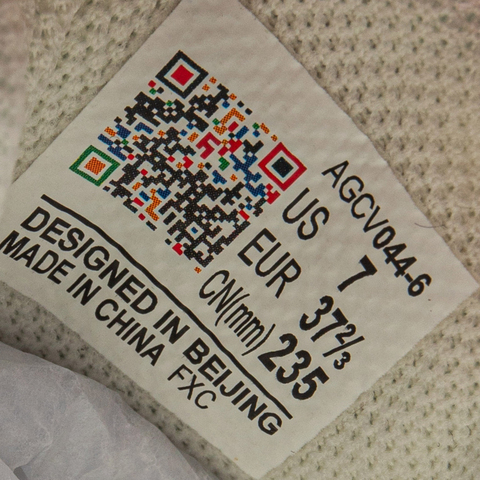 AGCV044-6
US 7
EUR 37⅔
CN(mm) 235
DESIGNED IN BEIJING
MADE IN CHINA FXC